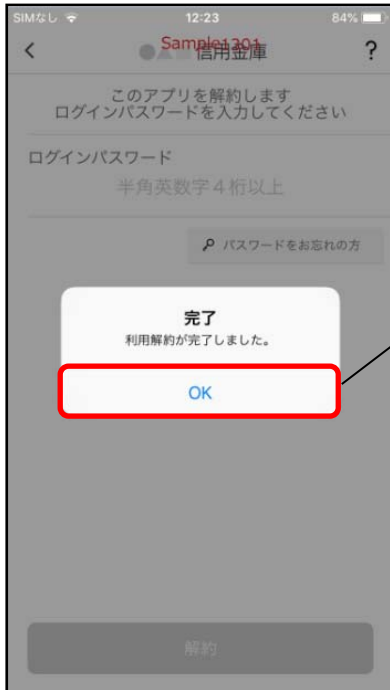 SIMなし 12:23 84%
Sample1301
●▲■信用金庫 ?
このアプリを解約します
ログインパスワードを入力してください
ログインパスワード
半角英数字4桁以上
パスワードをお忘れの方
完了
利用解約が完了しました。
OK
解約